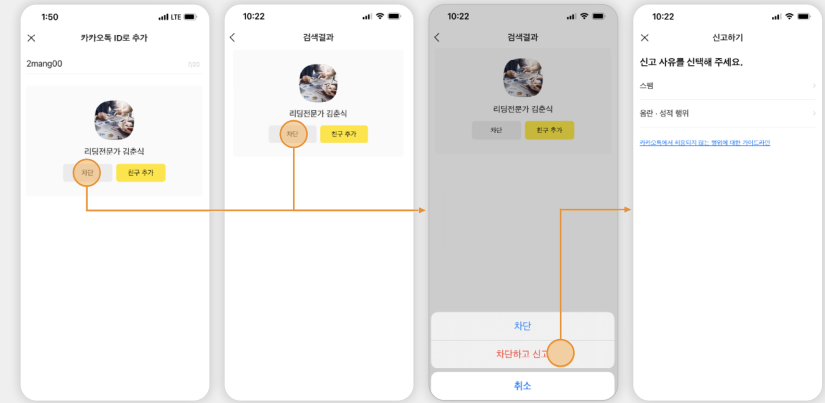 1:50
LTE
카카오톡 ID로 추가
2mang00
리딩전문가 김춘식
차단
친구 추가
10:22
검색결과
리딩전문가 김춘식
차단
친구 추가
10:22
검색결과
리딩전문가 김춘식
차단
친구 추가
차단
차단하고 신고
취소
10:22
신고하기
신고 사유를 선택해 주세요.
스팸
음란 · 성적 행위
카카오톡에서 허용되지 않는 행위에 대한 가이드라인